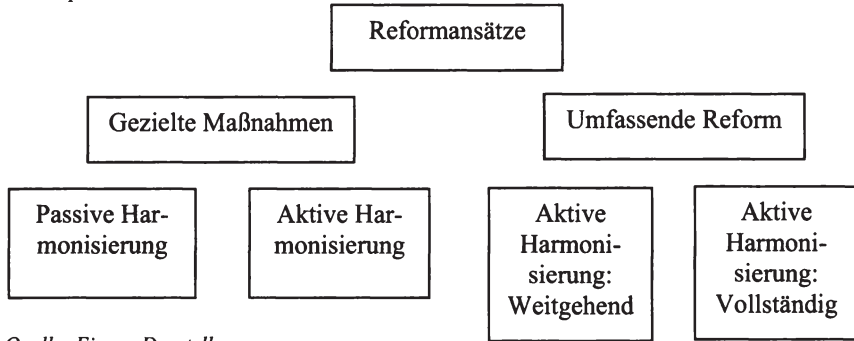 Reformansätze
Gezielte Maßnahmen
Umfassende Reform
Passive Har-
monisierung
Aktive Har-
monisierung
Aktive
Harmoni-
sierung:
Weitgehend
Aktive
Harmoni-
sierung:
Vollständig